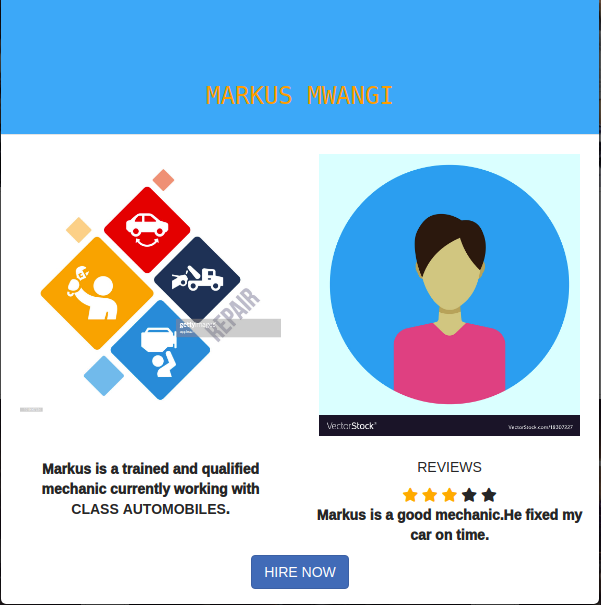 MARKUS MWANGI
REPAIR
gettyimages
VectorStock®
VectorStock.com/18307227
Markus is a trained and qualified
mechanic currently working with
CLASS AUTOMOBILES.
REVIEWS
Markus is a good mechanic.He fixed my
car on time.
HIRE NOW